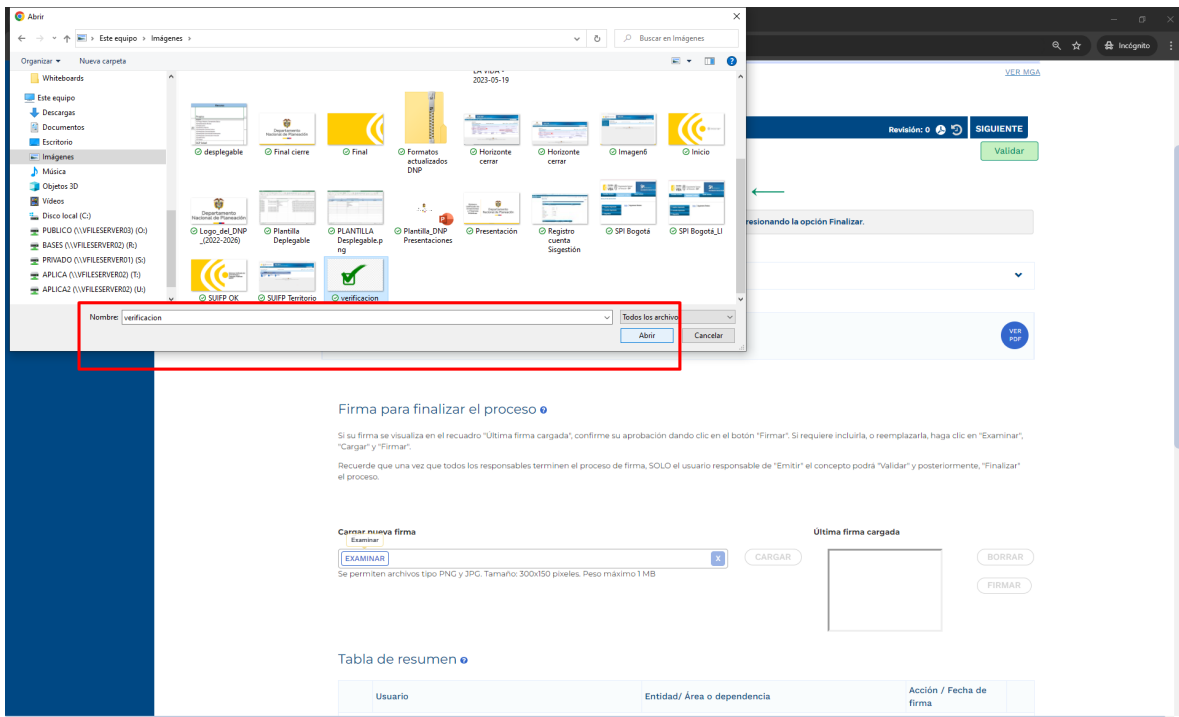 Abrir
Este equipo > Imágenes >
Buscar en Imágenes
Incógnito
Organizar
Nueva carpeta
Whiteboards
Este equipo
Descargas
Documentos
Escritorio
Imágenes
Música
Objetos 3D
Vídeos
Disco local (C:)
PUBLICO (\\VFILESERVER03) (O:)
BASES (\\VFILESERVER02) (R:)
PRIVADO (\\VFILESERVER01) (S:)
APLICA (\\VFILESERVER02) (T:)
APLICA2 (\\VFILESERVER02) (U:)
2023-05-19
desplegable
Final cierre
Final
Formatos
actualizados
DNP
Horizonte
cerrar
Horizonte
cerrar
Imagen6
Inicio
Departamento
Nacional de Planeación
Logo_del_DNP
_(2022-2026)
Plantilla
Deplegable
PLANTILLA
Desplegable.p
ng
Plantilla_DNP
Presentaciones
Presentación
Registro
cuenta
Sisgestión
SPI Bogotá
SPI Bogotá_LI
SUIFP OK
SUIFP Territorio
verificacion
Nombre: verificacion
Todos los archivo
Abrir
Cancelar
VER MGA
Revisión: 0
SIGUIENTE
Validar
resionando la opción Finalizar.
VER
PDF
Firma para finalizar el proceso
Si su firma se visualiza en el recuadro "Última firma cargada", confirme su aprobación dando clic en el botón "Firmar". Si requiere incluirla, o reemplazarla, haga clic en "Examinar",
"Cargar" y "Firmar".
Recuerde que una vez que todos los responsables terminen el proceso de firma, SOLO el usuario responsable de "Emitir" el concepto podrá "Validar" y posteriormente, "Finalizar"
el proceso.
Cargar nueva firma
Última firma cargada
Examinar
EXAMINAR
X
CARGAR
BORRAR
Se permiten archivos tipo PNG y JPG. Tamaño: 300x150 pixeles. Peso máximo 1 MB
FIRMAR
Tabla de resumen
Usuario
Entidad/ Área o dependencia
Acción / Fecha de
firma